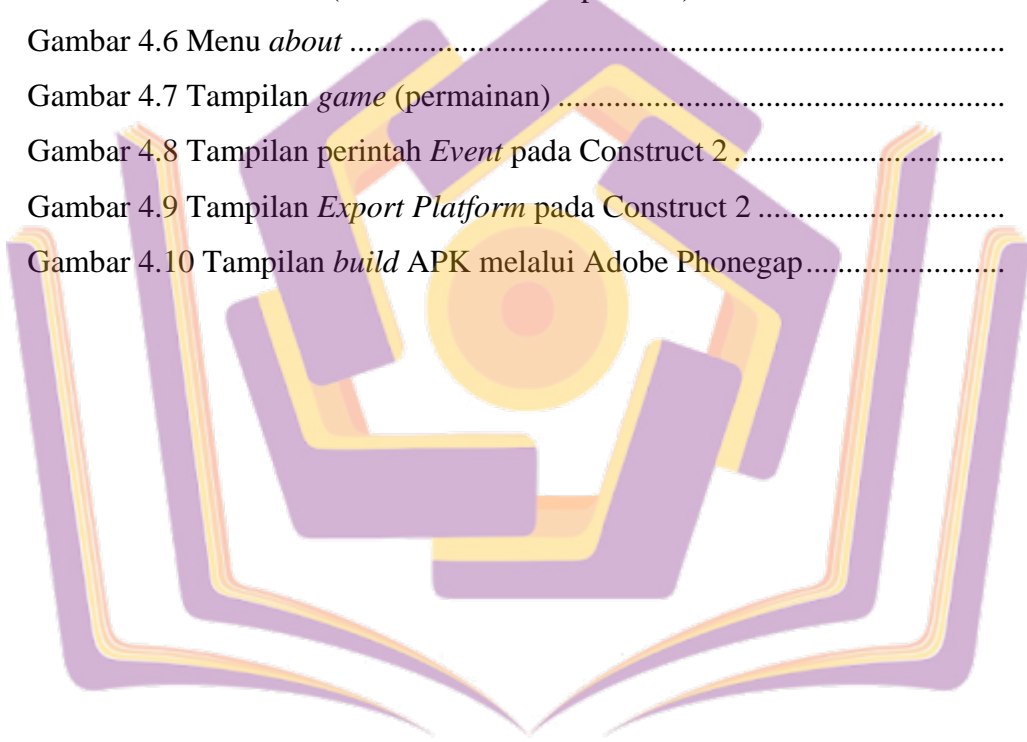 Gambar 4.6 Menu about ................................................................................
Gambar 4.7 Tampilan game (permainan) ......................................................
Gambar 4.8 Tampilan perintah Event pada Construct 2 .................................
Gambar 4.9 Tampilan Export Platform pada Construct 2 ..............................
Gambar 4.10 Tampilan build APK melalui Adobe Phonegap........................